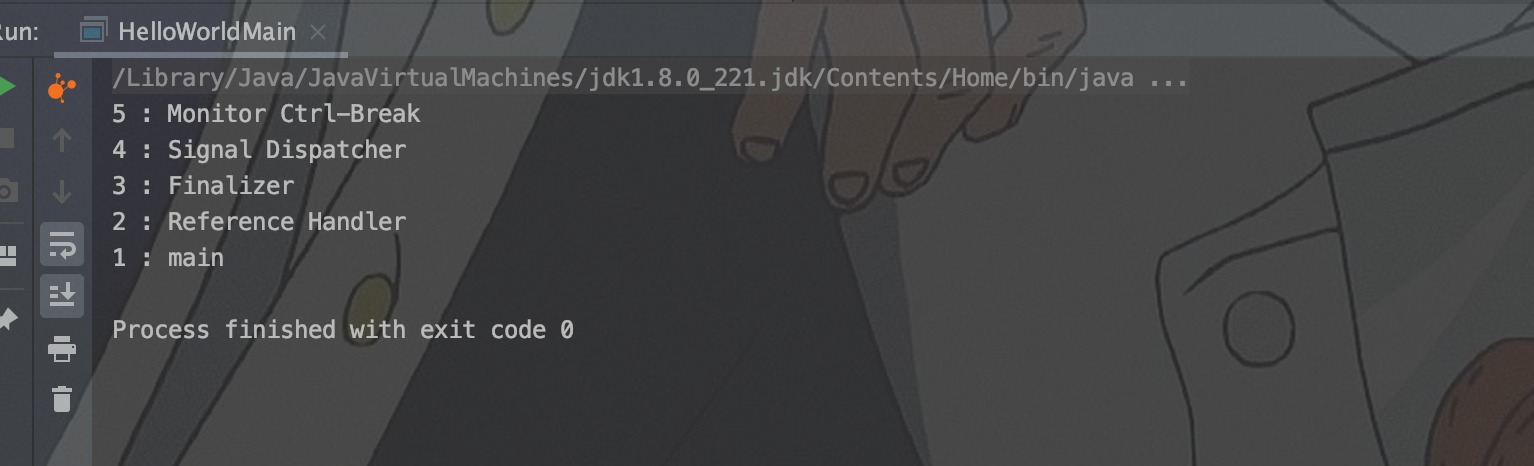 Run:
HelloWorldMain
/Library/Java/JavaVirtualMachines/jdk1.8.0_221.jdk/Contents/Home/bin/java ...
5 : Monitor Ctrl-Break
4 : Signal Dispatcher
3 : Finalizer
2 : Reference Handler
1 : main
Process finished with exit code 0